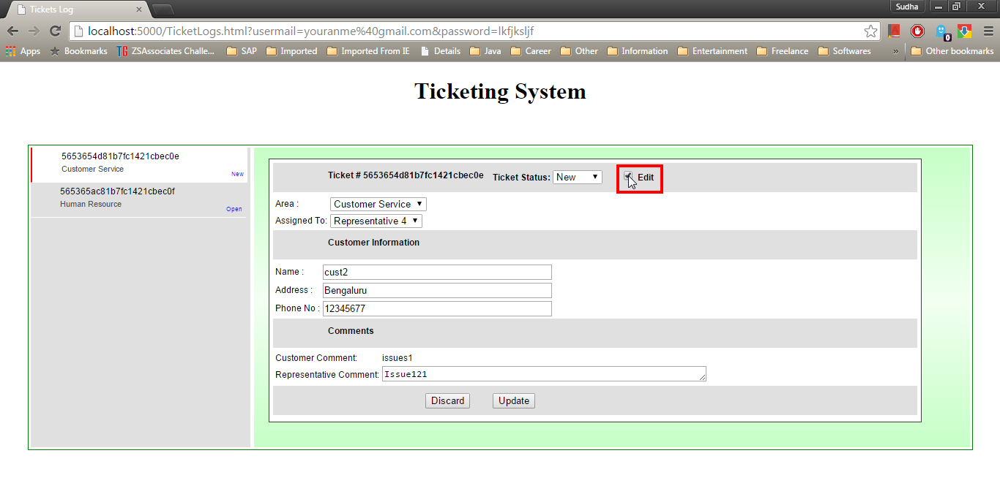 Tickets Log
Sudha
localhost:5000/TicketLogs.html?usermail=youranme%40gmail.com&password=lkfjksljf
0
Apps Bookmarks TG ZSAssociates Challe... SAP Imported Imported From IE Details Java Career Other Information Entertainment Freelance Softwares » Other bookmarks
Ticketing System
5653654d81b7fc1421cbec0e
Customer Service
New
565365ac81b7fc1421cbec0f
Human Resource
Open
Ticket # 5653654d81b7fc1421cbec0e Ticket Status: New Edit
Area : Customer Service
Assigned To: Representative 4
Customer Information
Name : cust2
Address : Bengaluru
Phone No : 12345677
Comments
Customer Comment: issues1
Representative Comment: Issue121
Discard Update